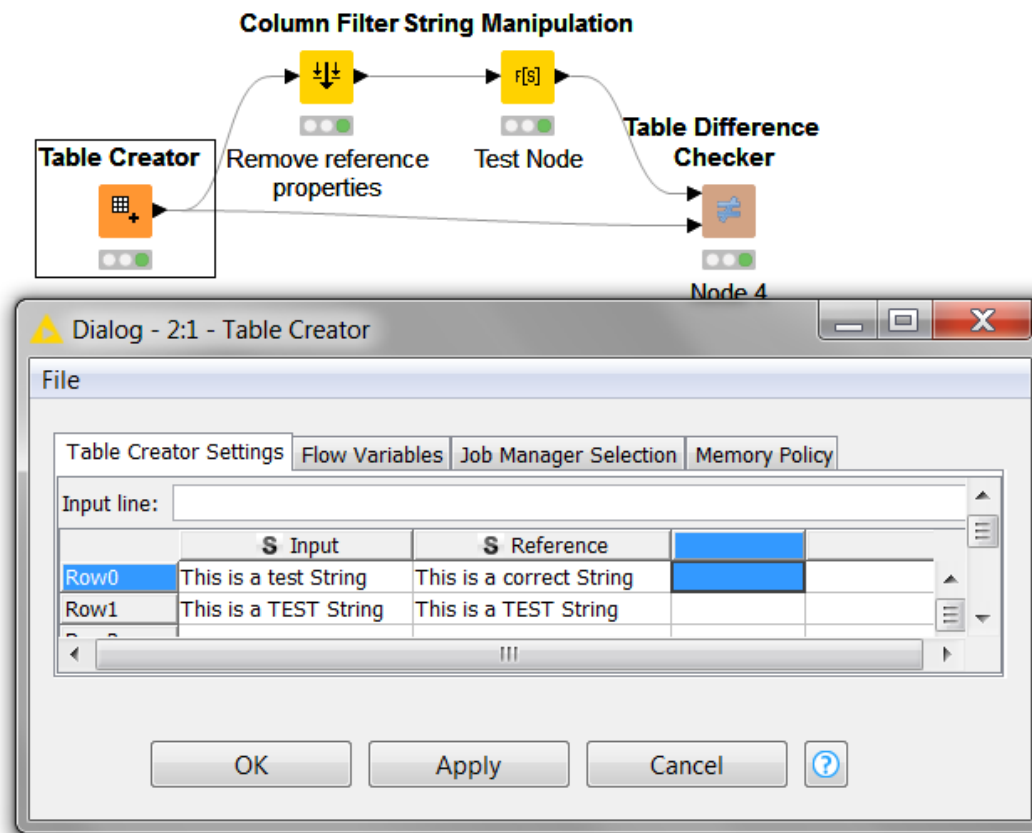 Column Filter String Manipulation
F[S]
Table Difference
Checker
Table Creator
Remove reference
properties
Test Node
Node 4
Dialog - 2:1 - Table Creator
File
Table Creator Settings Flow Variables Job Manager Selection Memory Policy
Input line:
S Input S Reference
Row0 This is a test String This is a correct String
Row1 This is a TEST String This is a TEST String
OK Apply Cancel ?